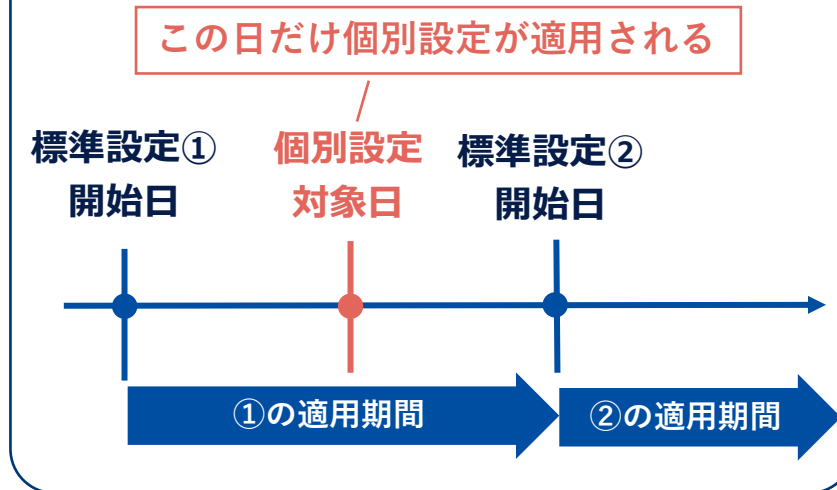 この日だけ個別設定が適用される
標準設定①
開始日
個別設定
対象日
標準設定②
開始日
①の適用期間
②の適用期間